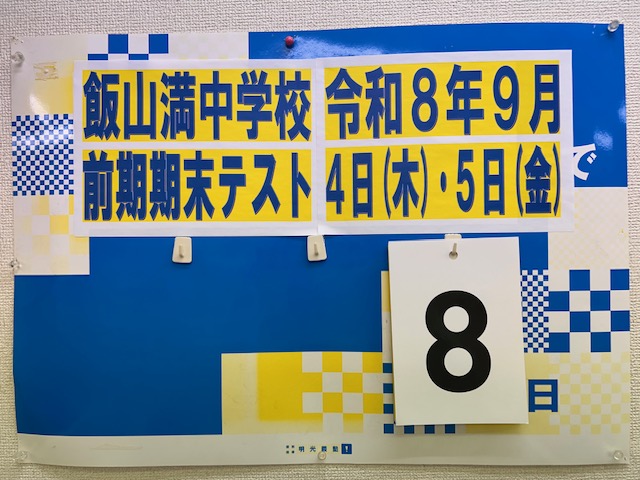 飯山満中学校 令和8年9月
前期期末テスト 4日(木)・5日(金)
で
8
日
明光義塾